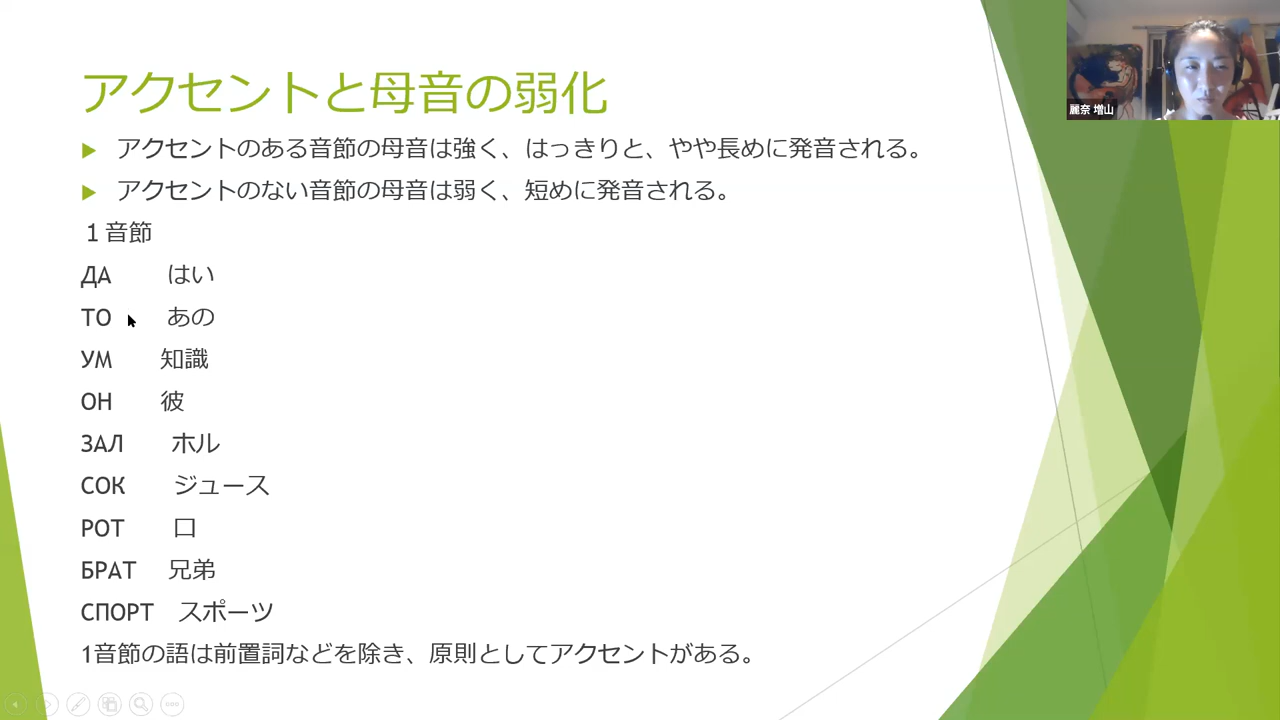 アクセントと母音の弱化
アクセントのある音節の母音は強く、はっきりと、やや長めに発音される。
アクセントのない音節の母音は弱く、短めに発音される。
１音節
ДА はい
ТО あの
УМ 知識
ОН 彼
ЗАЛ ホル
СОК ジュース
РОТ 口
БРАТ 兄弟
СПОРТ スポーツ
1音節の語は前置詞などを除き、原則としてアクセントがある。
麗奈 増山